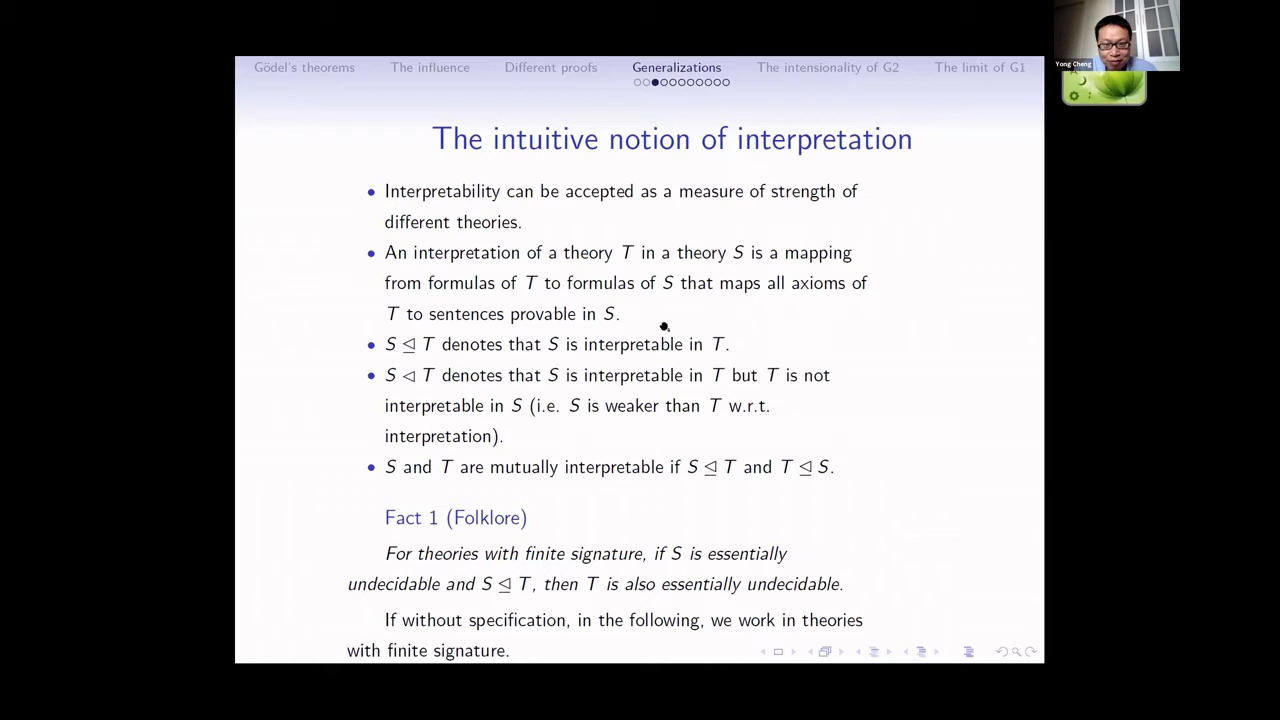 Gödel's theorems The influence Different proofs Generalizations The intensionality of G2 The limit of G1
Yong Cheng
The intuitive notion of interpretation
• Interpretability can be accepted as a measure of strength of
different theories.
• An interpretation of a theory T in a theory S is a mapping
from formulas of T to formulas of S that maps all axioms of
T to sentences provable in S.
• S ⊴ T denotes that S is interpretable in T.
• S ⊲ T denotes that S is interpretable in T but T is not
interpretable in S (i.e. S is weaker than T w.r.t.
interpretation).
• S and T are mutually interpretable if S ⊴ T and T ⊴ S.
Fact 1 (Folklore)
For theories with finite signature, if S is essentially
undecidable and S ⊴ T, then T is also essentially undecidable.
If without specification, in the following, we work in theories
with finite signature.